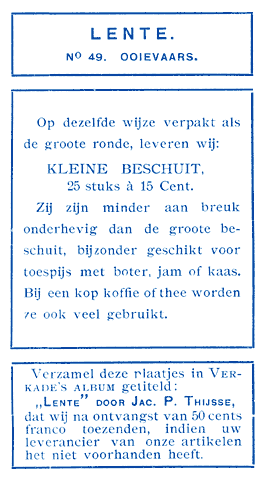 LENTE.
No 49. OOIEVAARS.
Op dezelfde wijze verpakt als
de groote ronde, leveren wij:
KLEINE BESCHUIT,
25 stuks à 15 Cent.
Zij zijn minder aan breuk
onderhevig dan de groote be-
schuit, bijzonder geschikt voor
toespijs met boter, jam of kaas.
Bij een kop koffie of thee worden
ze ook veel gebruikt.
Verzamel deze plaatjes in VER-
KADE'S ALBUM getiteld:
„LENTE" DOOR JAC. P. THIJSSE,
dat wij na ontvangst van 50 cents
franco toezenden, indien uw
leverancier van onze artikelen
het niet voorhanden heeft.